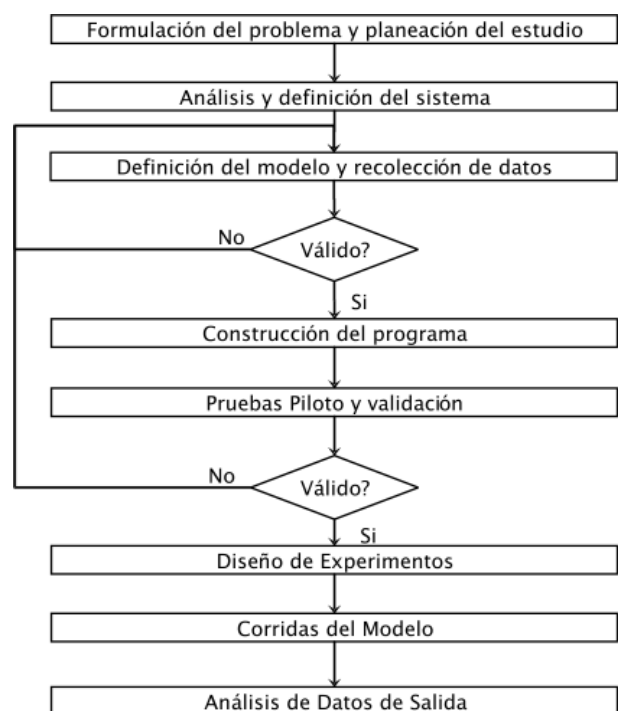 Formulación del problema y planeación del estudio
Análisis y definición del sistema
Definición del modelo y recolección de datos
No
Válido?
Si
Construcción del programa
Pruebas Piloto y validación
No
Válido?
Si
Diseño de Experimentos
Corridas del Modelo
Análisis de Datos de Salida